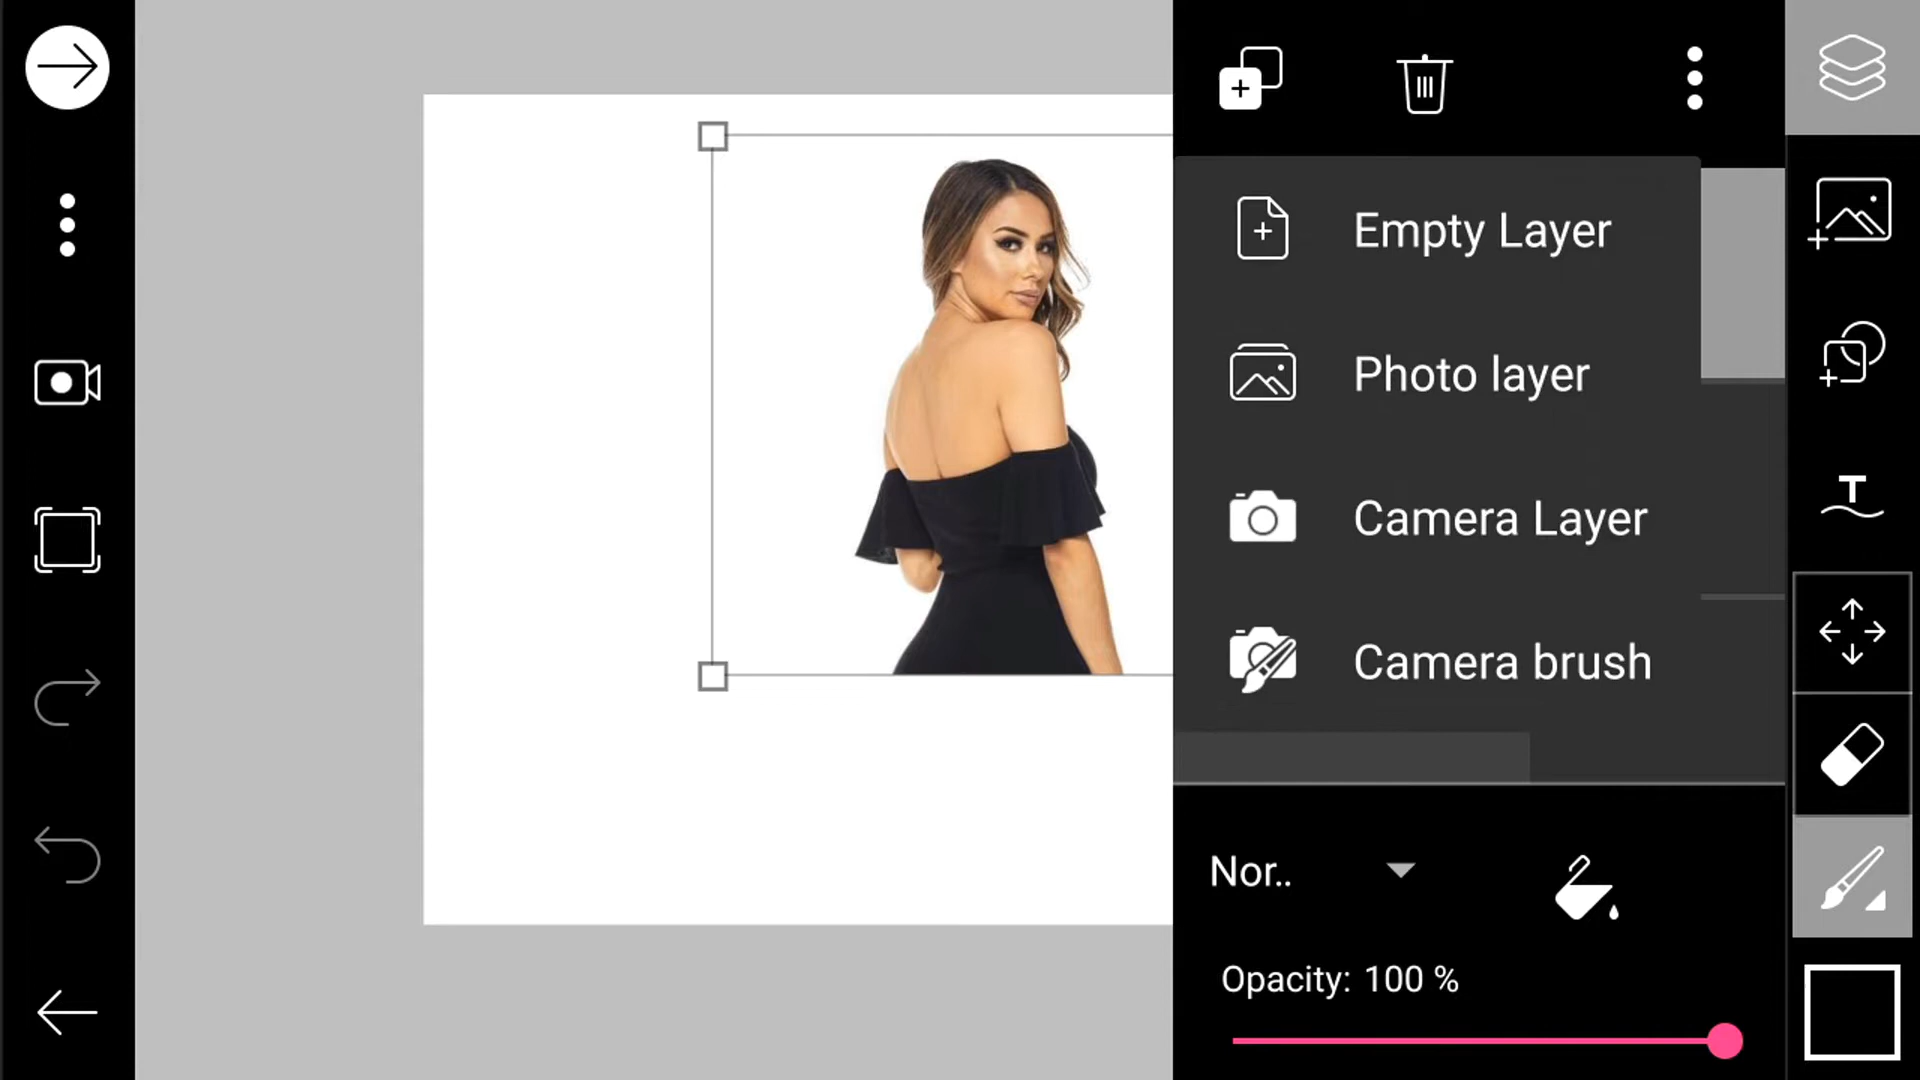 Empty Layer
Photo layer
Camera Layer
Camera brush
Nor..
Opacity: 100 %
T